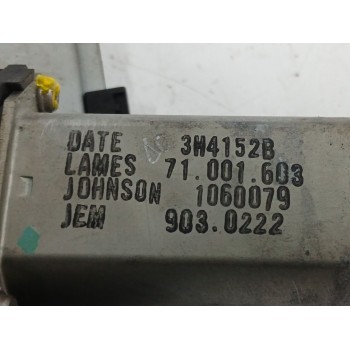 DATE 3H4152B
LAMES 71.001.603
JOHNSON 1060079
JEM 903.0222